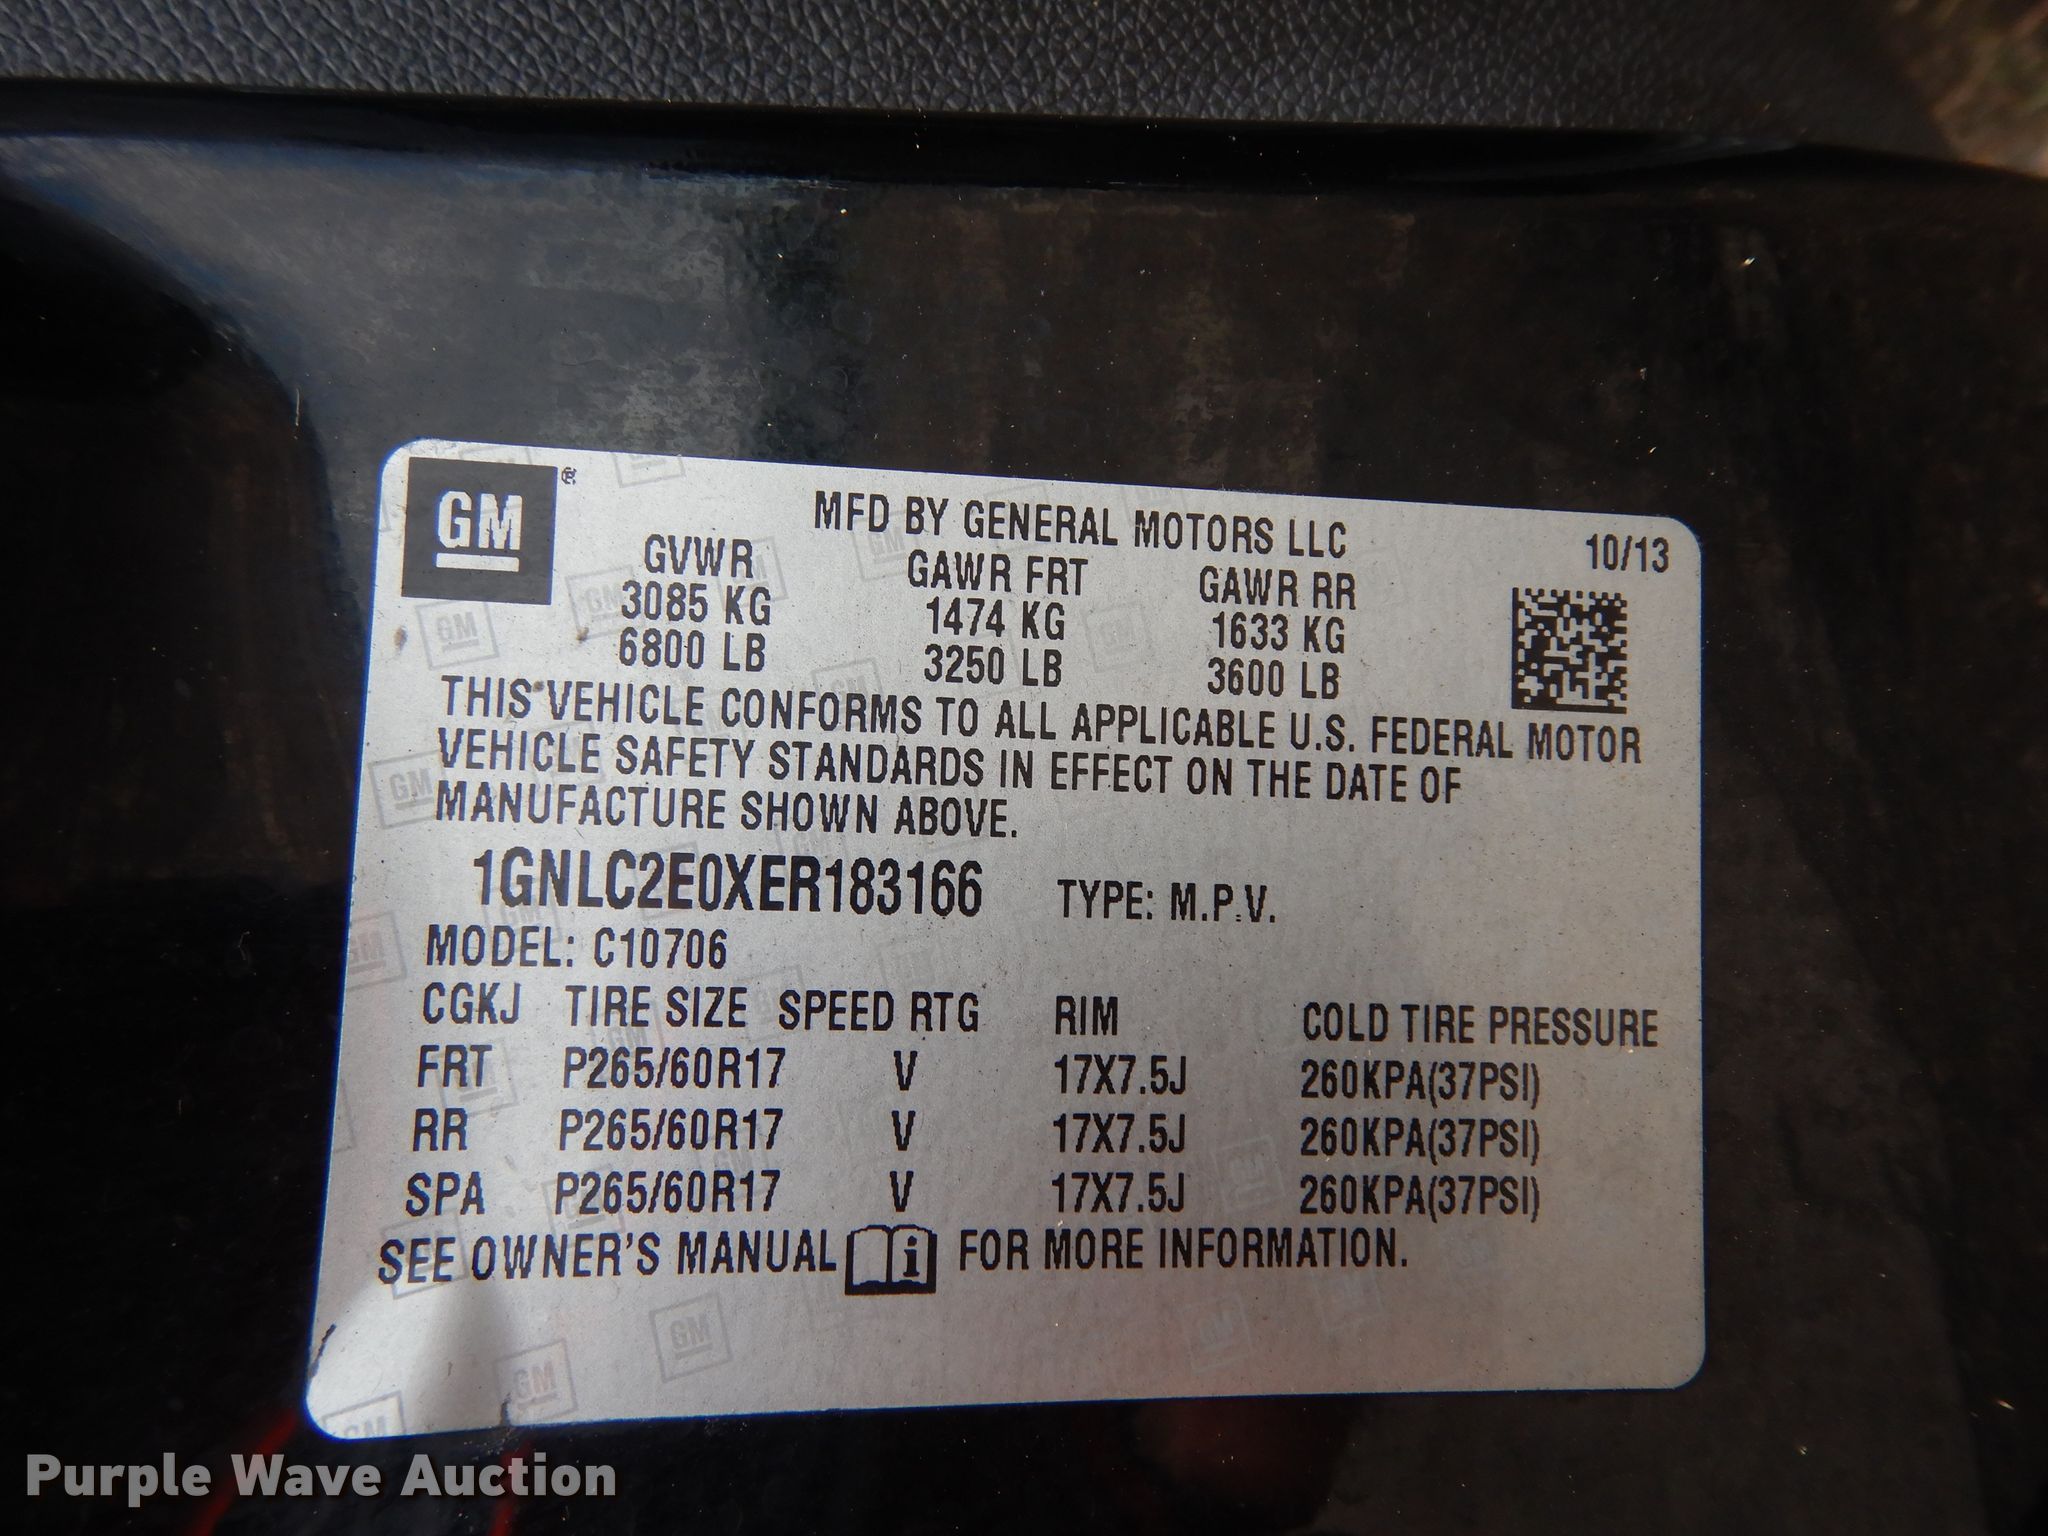 GM
MFD BY GENERAL MOTORS LLC 10/13
GVWR GAWR FRT GAWR RR
3085 KG 1474 KG 1633 KG
6800 LB 3250 LB 3600 LB
THIS VEHICLE CONFORMS TO ALL APPLICABLE U.S. FEDERAL MOTOR
VEHICLE SAFETY STANDARDS IN EFFECT ON THE DATE OF
MANUFACTURE SHOWN ABOVE.
1GNLC2E0XER183166 TYPE: M.P.V.
MODEL: C10706
CGKJ TIRE SIZE SPEED RTG RIM COLD TIRE PRESSURE
FRT P265/60R17 V 17X7.5J 260KPA(37PSI)
RR P265/60R17 V 17X7.5J 260KPA(37PSI)
SPA P265/60R17 V 17X7.5J 260KPA(37PSI)
SEE OWNER'S MANUAL i FOR MORE INFORMATION.
Purple Wave Auction